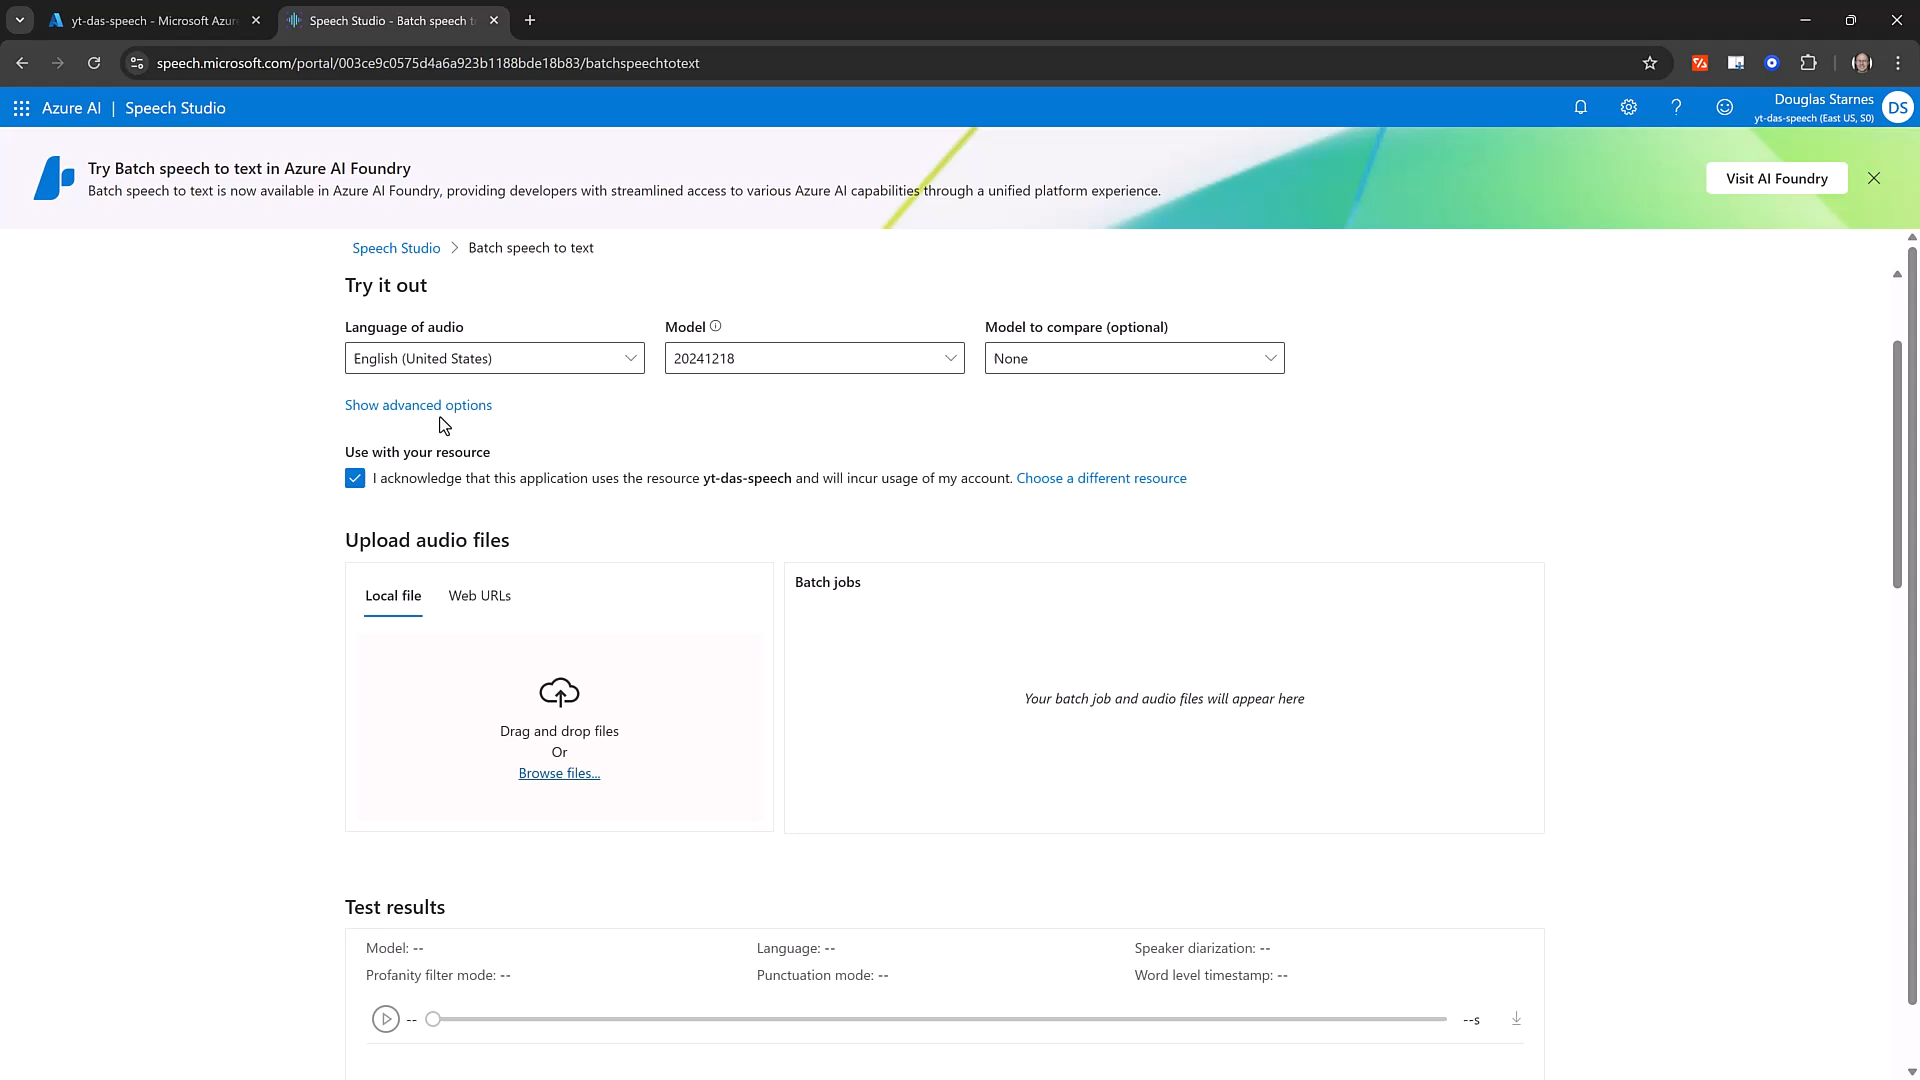 yt-das-speech - Microsoft Azur
Speech Studio - Batch speech t
speech.microsoft.com/portal/003ce9c0575d4a6a923b1188bde18b83/batchspeechtotext
Azure AI | Speech Studio
Douglas Starnes
yt-das-speech (East US, S0)
DS
Try Batch speech to text in Azure AI Foundry
Batch speech to text is now available in Azure AI Foundry, providing developers with streamlined access to various Azure AI capabilities through a unified platform experience.
Visit AI Foundry
Speech Studio > Batch speech to text
Try it out
Language of audio
Model
Model to compare (optional)
English (United States)
20241218
None
Show advanced options
Use with your resource
I acknowledge that this application uses the resource yt-das-speech and will incur usage of my account. Choose a different resource
Upload audio files
Local file
Web URLs
Drag and drop files
Or
Browse files...
Batch jobs
Your batch job and audio files will appear here
Test results
Model: --
Language: --
Speaker diarization: --
Profanity filter mode: --
Punctuation mode: --
Word level timestamp: --
--
--s